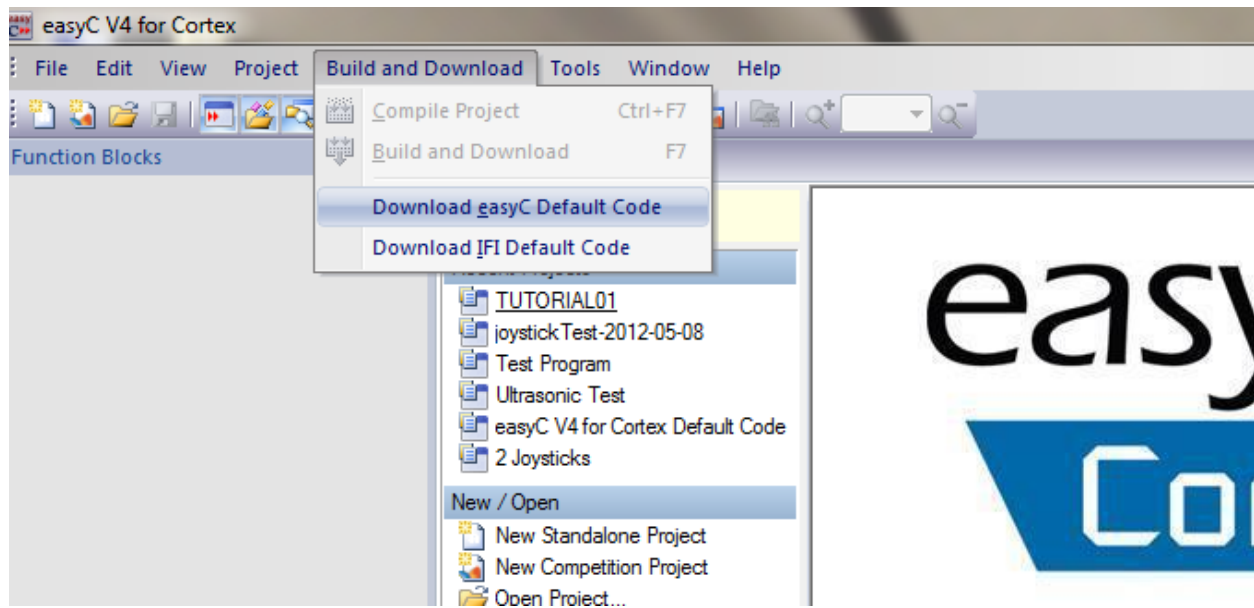 easyC V4 for Cortex
File Edit View Project Build and Download Tools Window Help
Compile Project Ctrl+F7
Build and Download F7
Function Blocks
Download easyC Default Code
Download IFI Default Code
TUTORIAL01
joystickTest-2012-05-08
Test Program
Ultrasonic Test
easyC V4 for Cortex Default Code
2 Joysticks
New / Open
New Standalone Project
New Competition Project
Open Project...
easy
Co